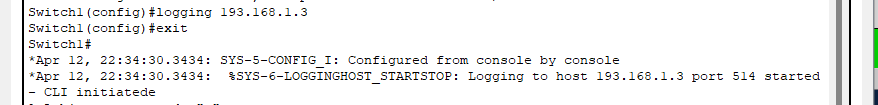 Switch1(config)#logging 193.168.1.3
Switch1(config)#exit
Switch1#
*Apr 12, 22:34:30.3434: SYS-5-CONFIG_I: Configured from console by console
*Apr 12, 22:34:30.3434:  %SYS-6-LOGGINGHOST_STARTSTOP: Logging to host 193.168.1.3 port 514 started
- CLI initiatede